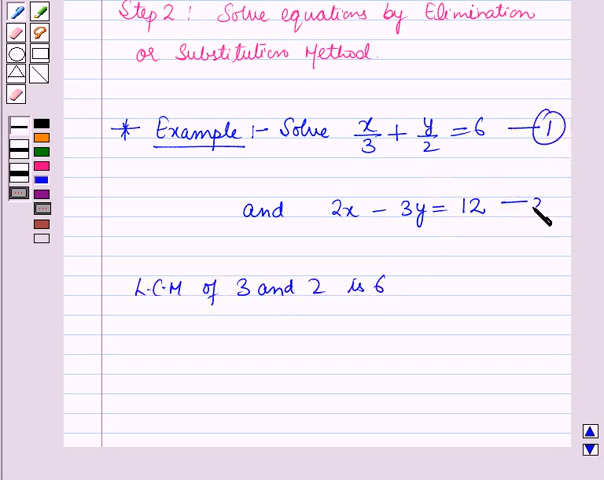 Step 2 : Solve equations by Elimination
or Substitution Method.
* Example :- Solve x/3 + y/2 = 6 — 1
and 2x - 3y = 12 — 2
L.C.M of 3 and 2 is 6